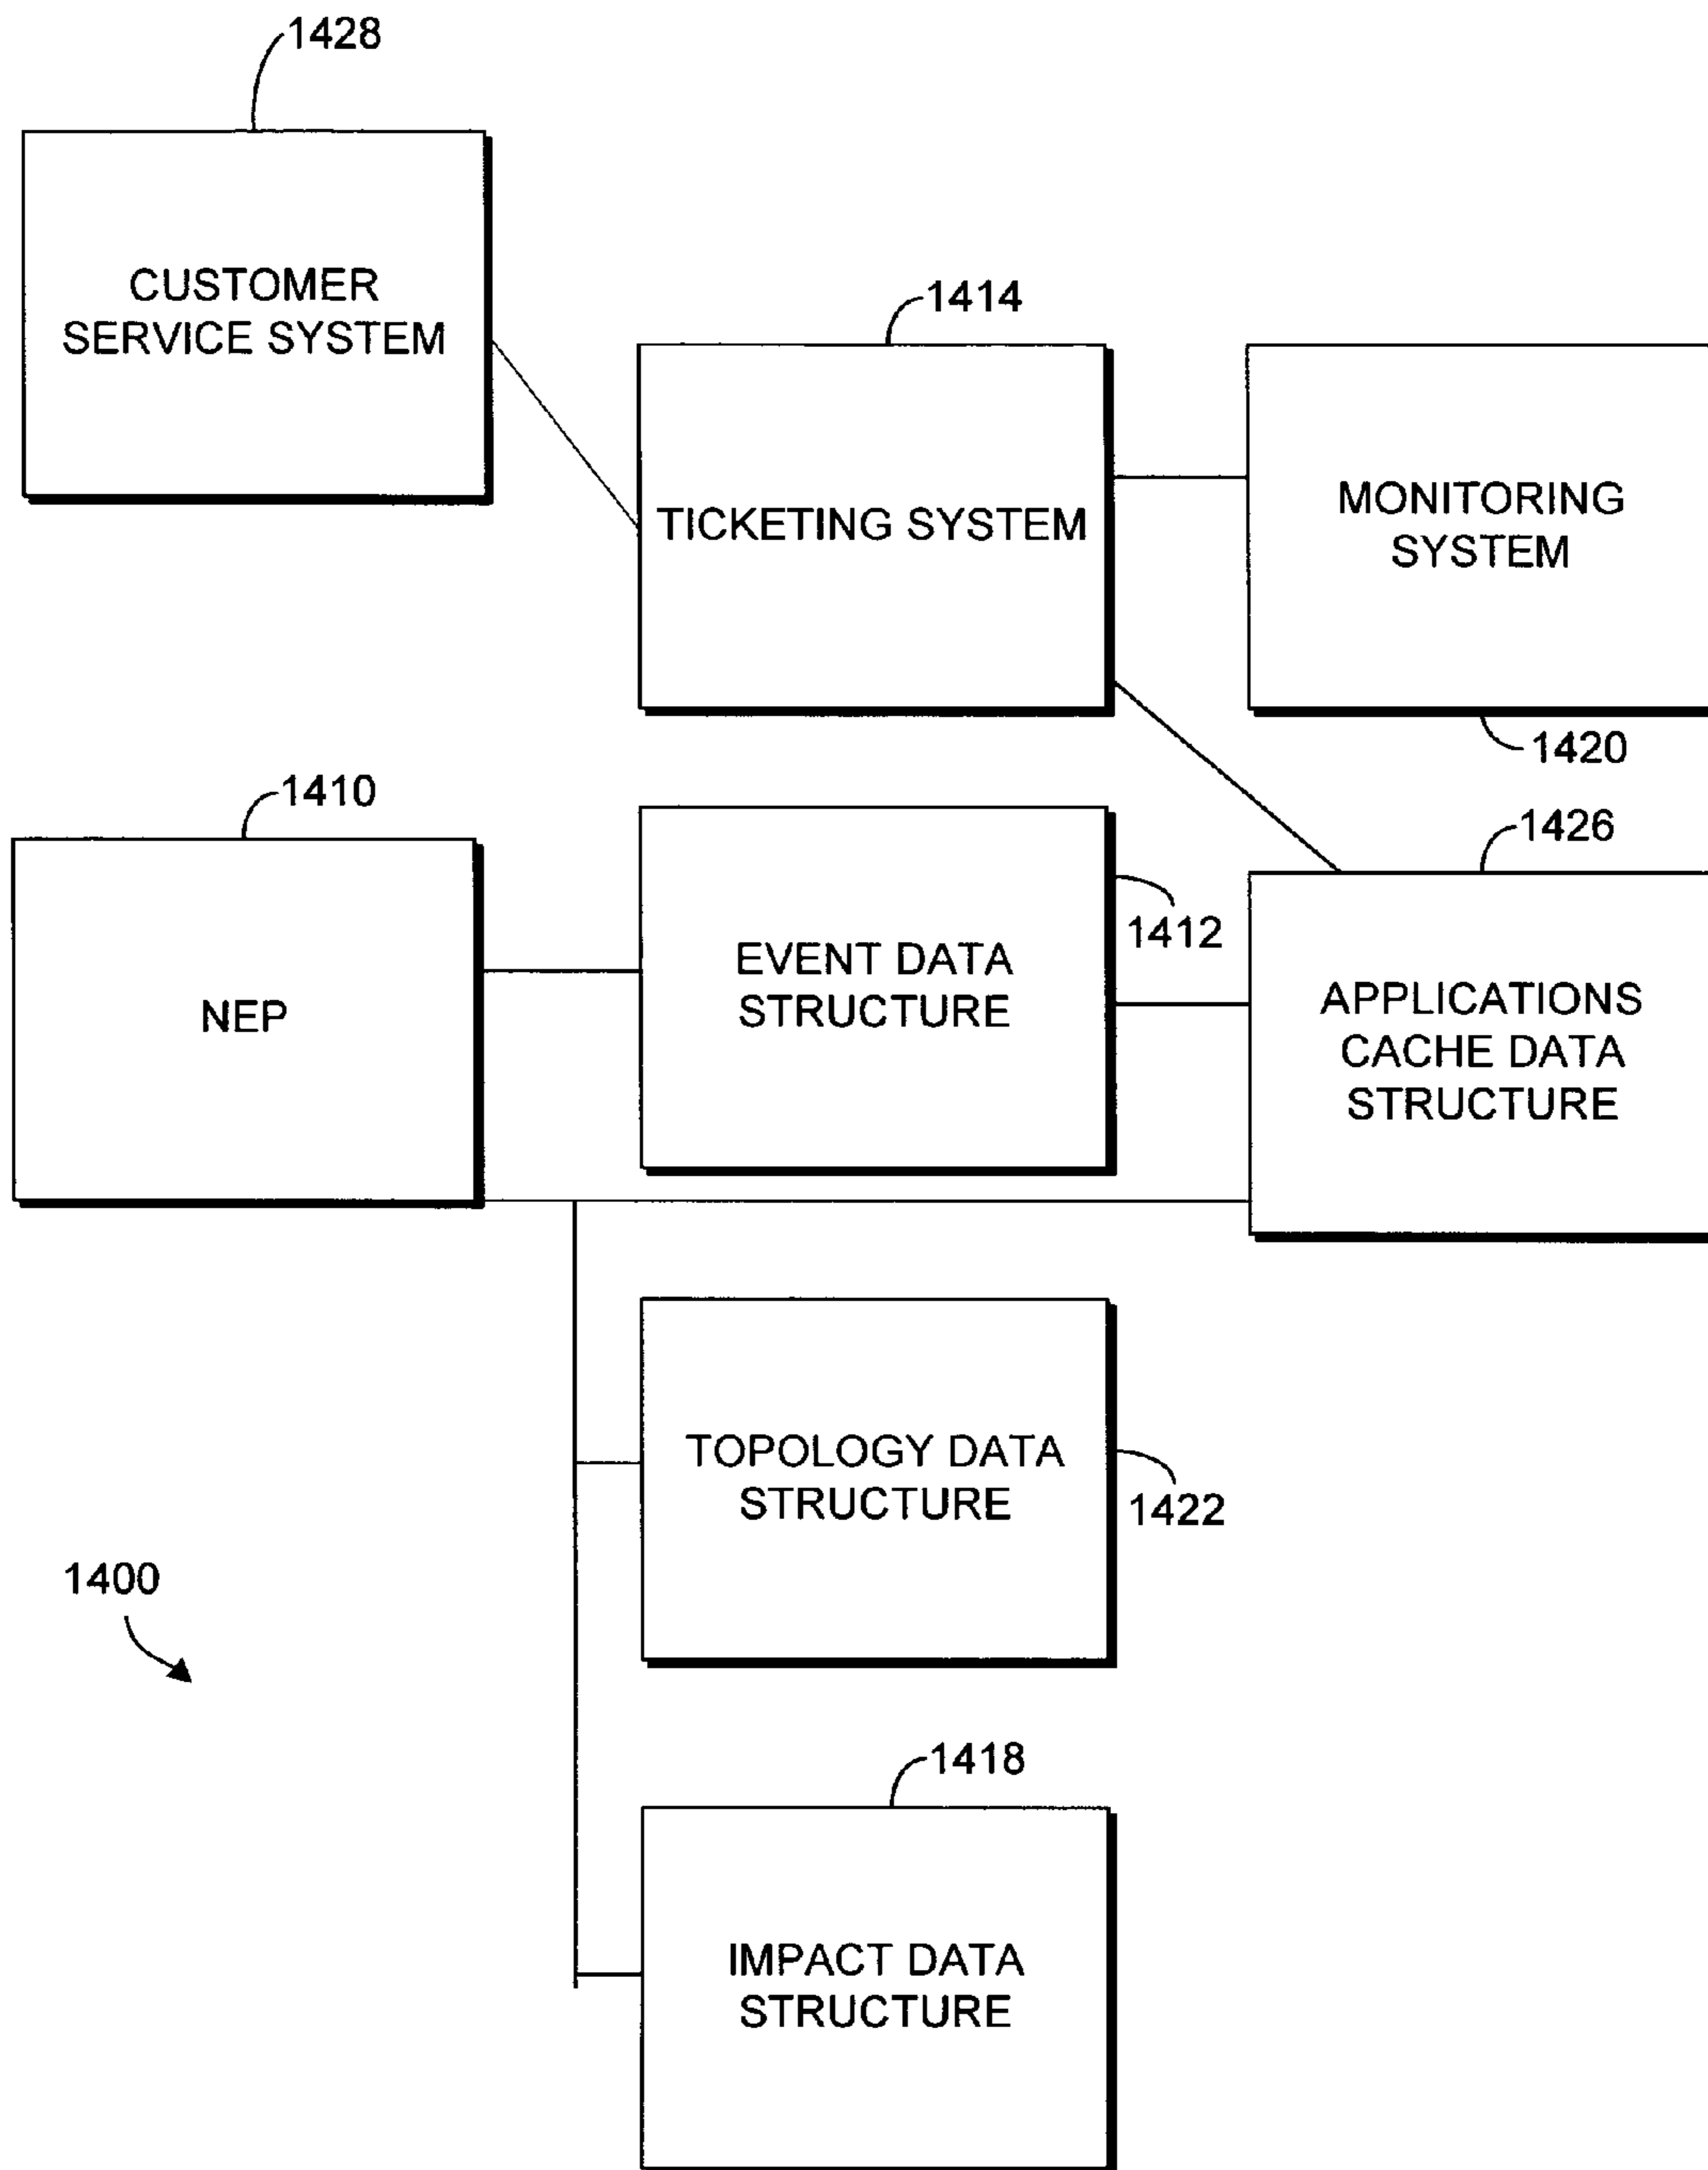 1428
CUSTOMER
SERVICE SYSTEM
1414
TICKETING SYSTEM
MONITORING
SYSTEM
1420
1410
NEP
EVENT DATA
STRUCTURE
1412
1426
APPLICATIONS
CACHE DATA
STRUCTURE
TOPOLOGY DATA
STRUCTURE
1422
1400
1418
IMPACT DATA
STRUCTURE